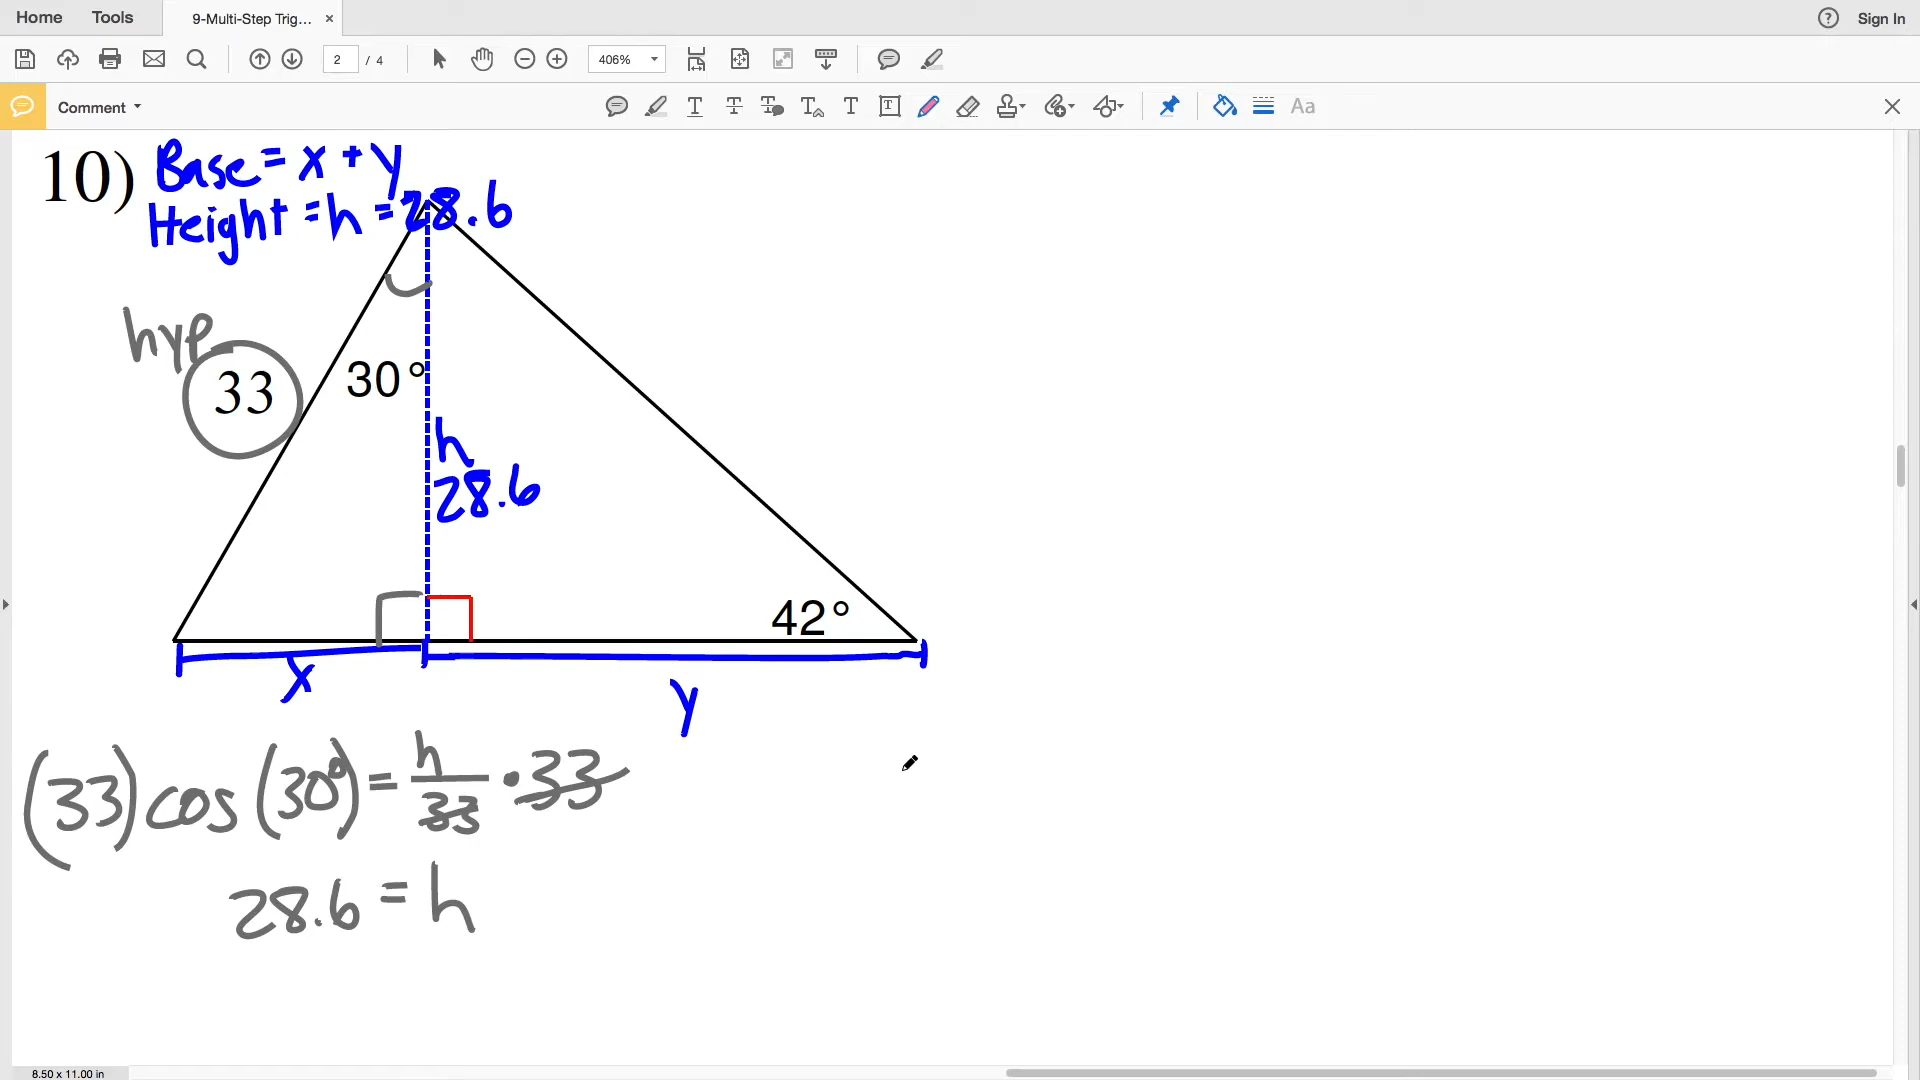 Home Tools 9-Multi-Step Trig... × ? Sign In
2 / 4 406%
Comment Aa
10) Base = x + y
Height = h = 28.6
hyp
33
30°
h
28.6
42°
x
y
(33) cos (30°) = h/33 • 33
28.6 = h
8.50 x 11.00 in